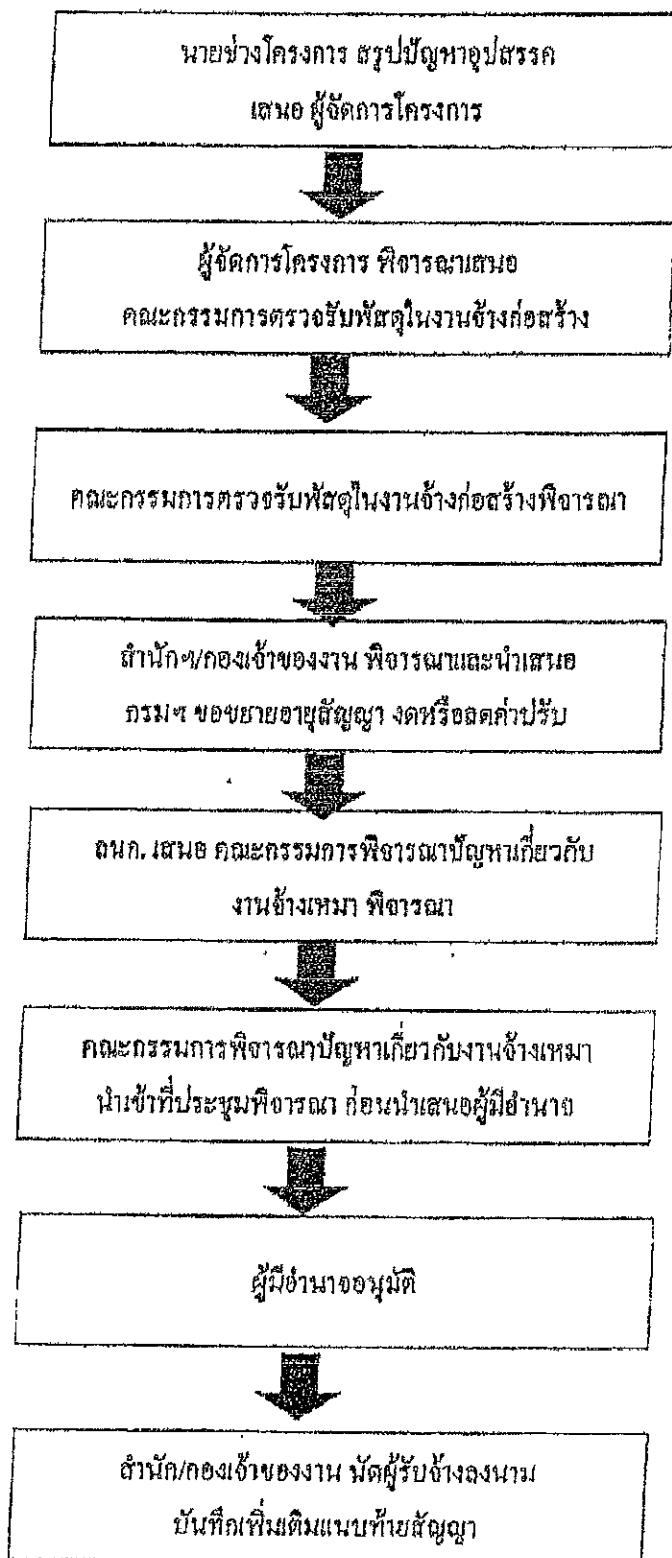 นายช่างโครงการ สรุปปัญหาอุปสรรค
เสนอ ผู้จัดการโครงการ
ผู้จัดการโครงการ พิจารณาเสนอ
คณะกรรมการตรวจรับพัสดุในงานจ้างก่อสร้าง
คณะกรรมการตรวจรับพัสดุในงานจ้างก่อสร้างพิจารณา
สำนักฯ/กองเจ้าของงาน พิจารณาและนำเสนอ
กรมฯ ขอขยายอายุสัญญา งดหรือลดค่าปรับ
ลนก. เสนอ คณะกรรมการพิจารณาปัญหาเกี่ยวกับ
งานจ้างเหมา พิจารณา
คณะกรรมการพิจารณาปัญหาเกี่ยวกับงานจ้างเหมา
นำเข้าที่ประชุมพิจารณา ก่อนนำเสนอผู้มีอำนาจ
ผู้มีอำนาจอนุมัติ
สำนัก/กองเจ้าของงาน นัดผู้รับจ้างลงนาม
บันทึกเพิ่มเติมแนบท้ายสัญญา